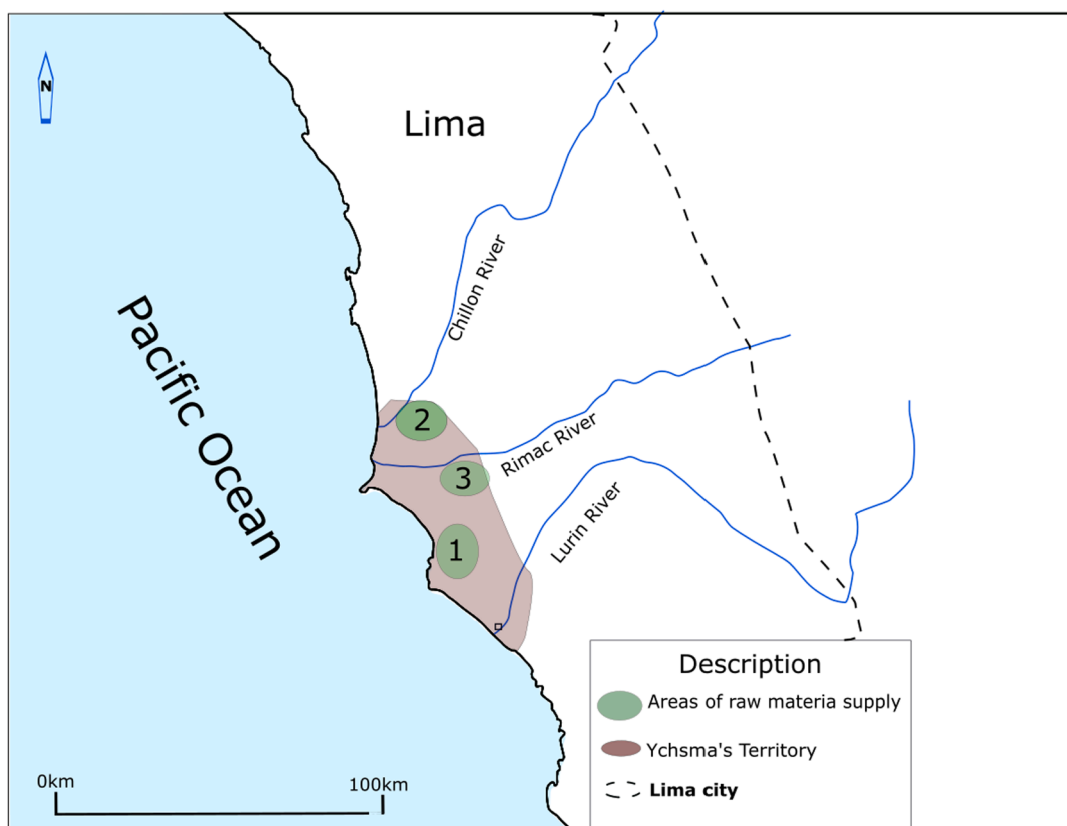 N
Lima
Chillon River
Pacific Ocean
2
Rimac River
3
Lurin River
1
Description
Areas of raw materia supply
Ychsma's Territory
Lima city
0km
100km